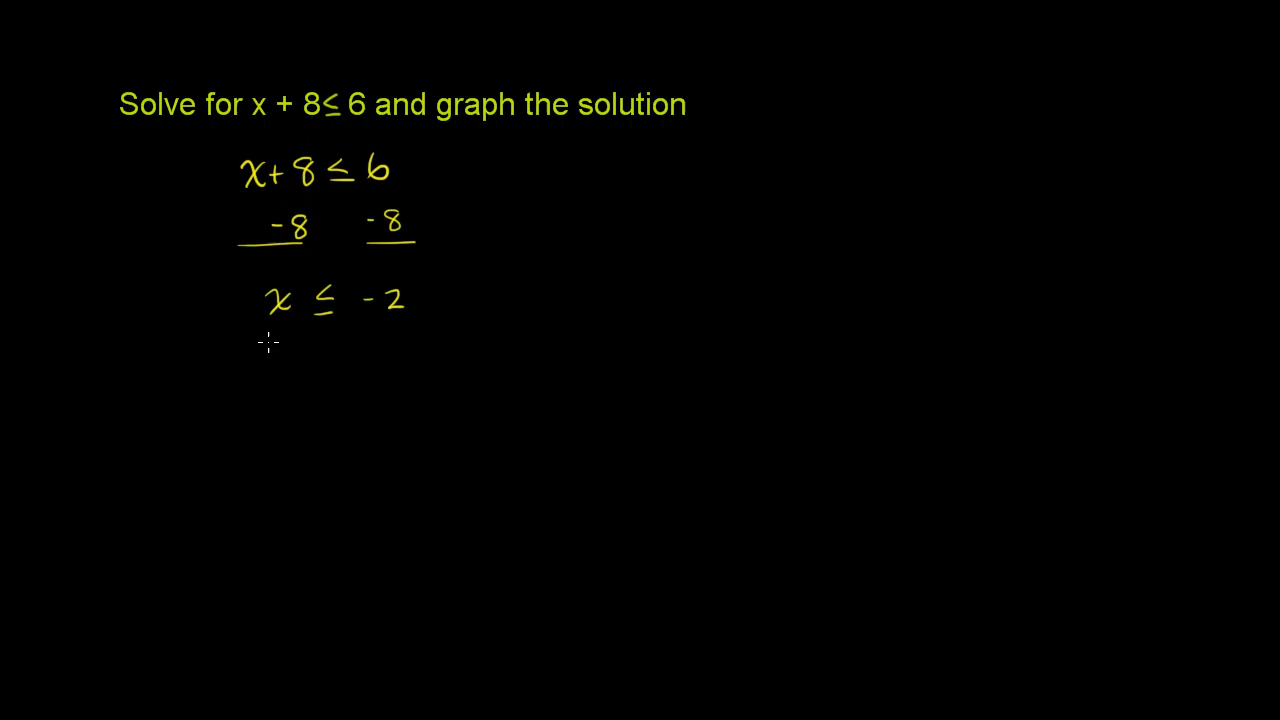 Solve for x + 8≤ 6 and graph the solution
x+ 8 ≤ 6
-8 -8
x ≤ -2